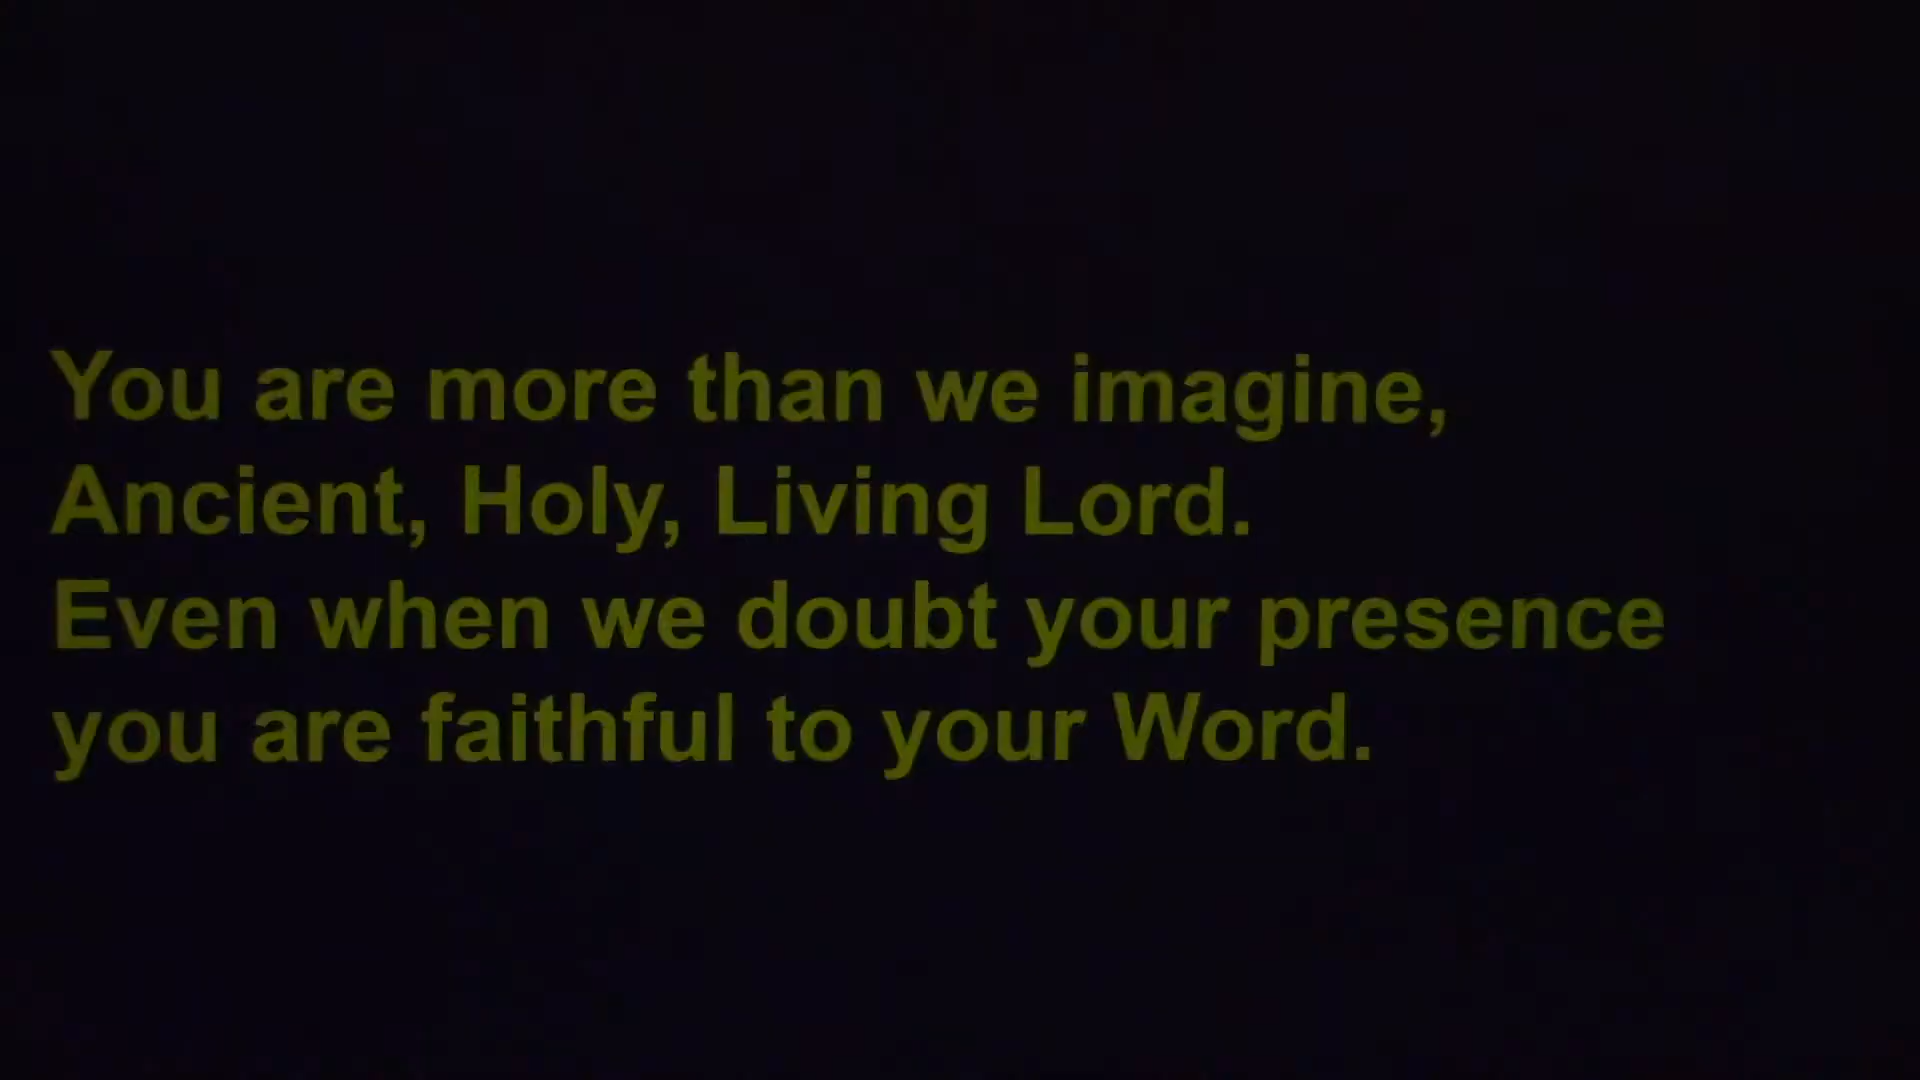 You are more than we imagine,
Ancient, Holy, Living Lord.
Even when we doubt your presence
you are faithful to your Word.